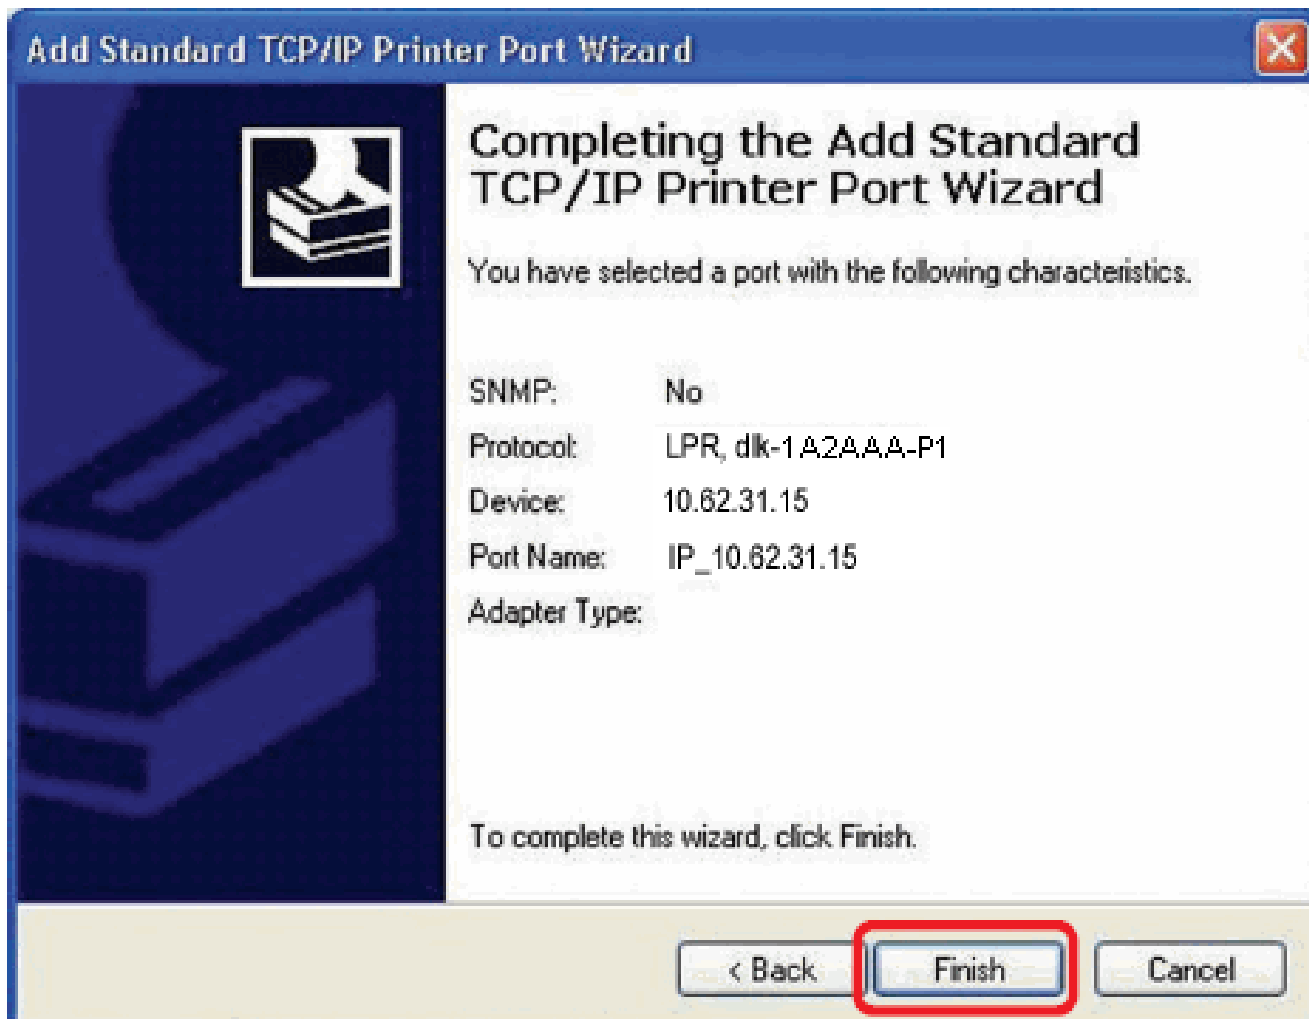 Add Standard TCP/IP Printer Port Wizard
Completing the Add Standard
TCP/IP Printer Port Wizard
You have selected a port with the following characteristics.
SNMP: No
Protocol: LPR, dlk-1A2AAA-P1
Device: 10.62.31.15
Port Name: IP_10.62.31.15
Adapter Type:
To complete this wizard, click Finish.
< Back Finish Cancel